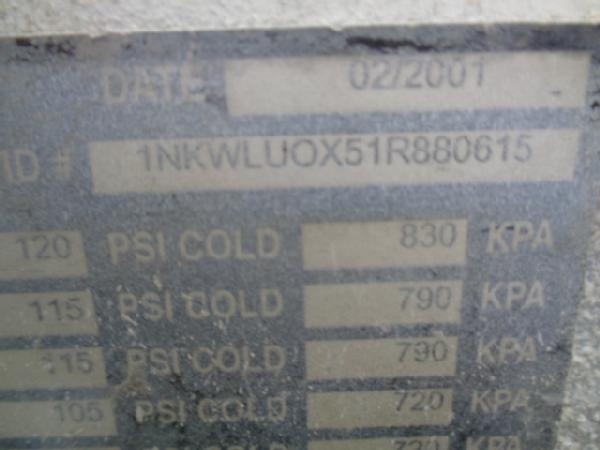 DATE 02/2001
ID # 1NKWLUOX51R880615
120 PSI COLD 830 KPA
115 PSI COLD 790 KPA
115 PSI COLD 790 KPA
105 PSI COLD 720 KPA